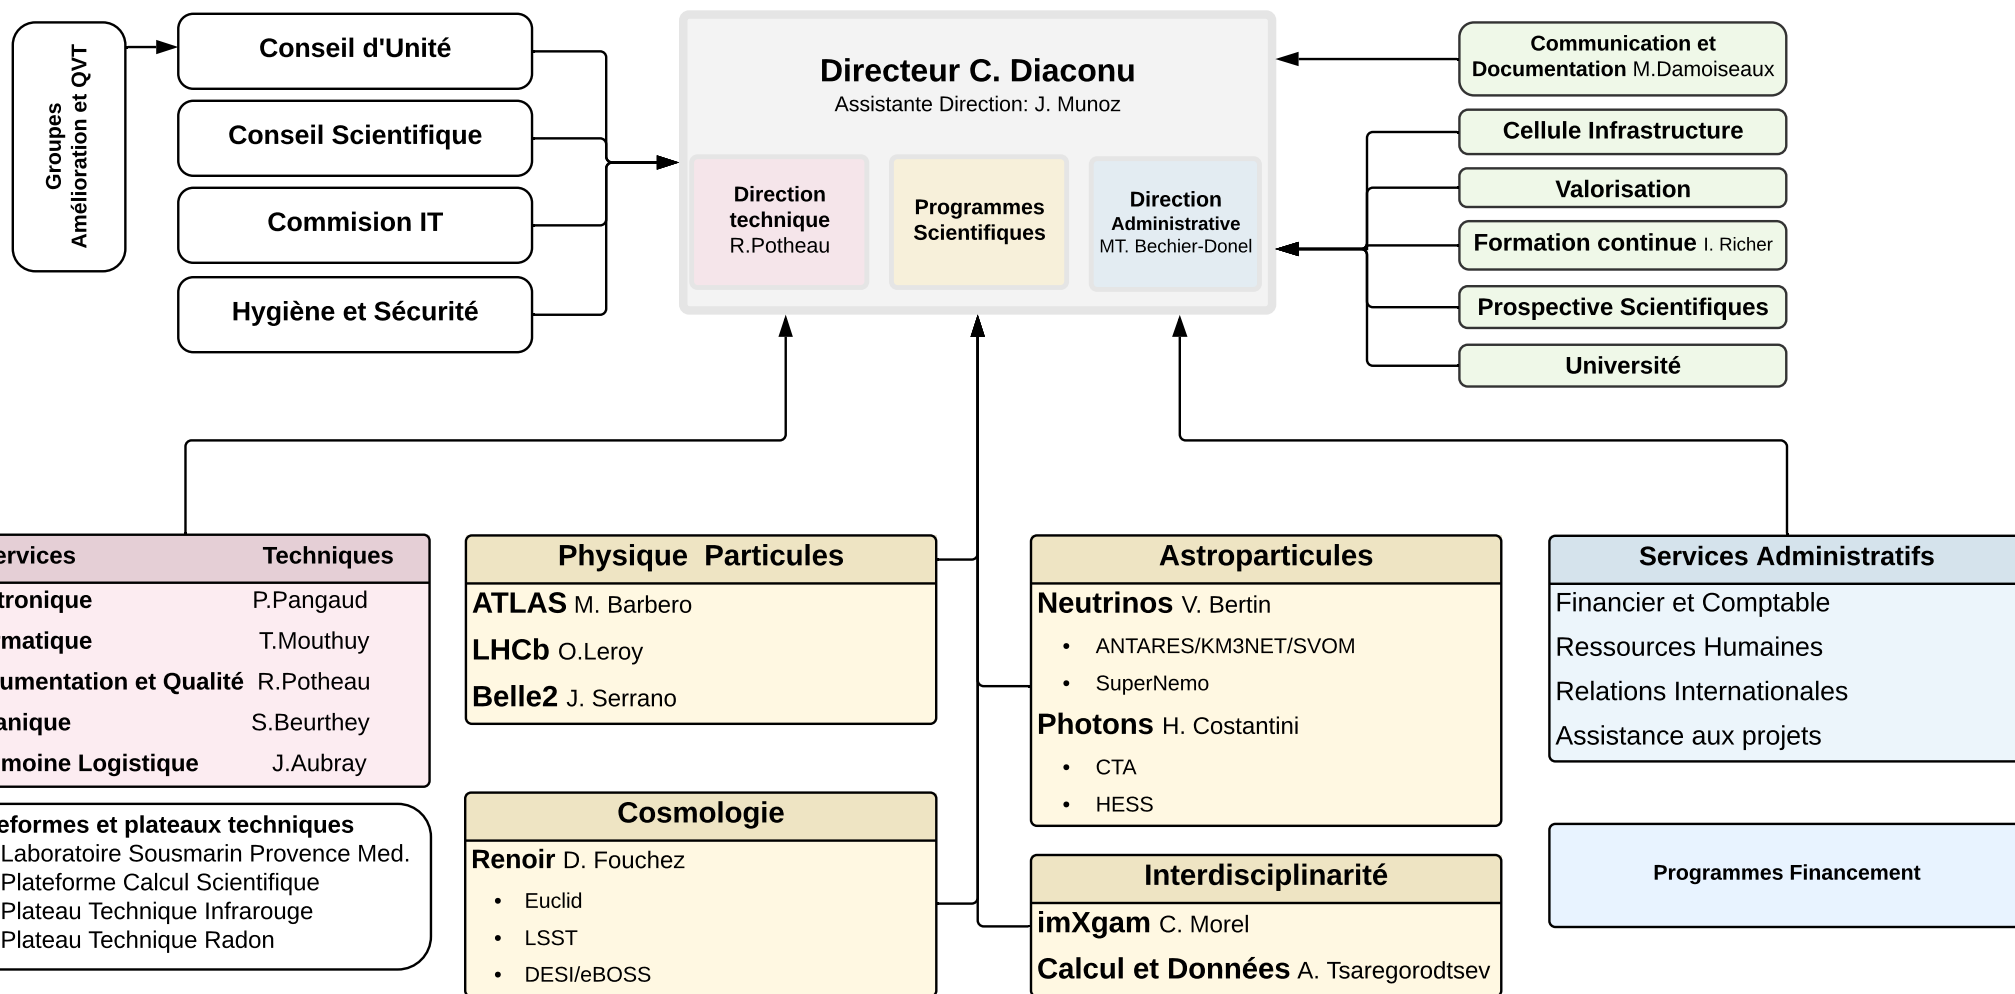 Groupes
Amélioration et QVT
Conseil d'Unité
Conseil Scientifique
Commision IT
Hygiène et Sécurité
Directeur C. Diaconu
Assistante Direction: J. Munoz
Direction
technique
R.Potheau
Programmes
Scientifiques
Direction
Administrative
MT. Bechier-Donel
Communication et
Documentation M.Damoiseaux
Cellule Infrastructure
Valorisation
Formation continue I. Richer
Prospective Scientifiques
Université
ervices Techniques
tronique P.Pangaud
rmatique T.Mouthuy
umentation et Qualité R.Potheau
anique S.Beurthey
moine Logistique J.Aubray
eformes et plateaux techniques
Laboratoire Sousmarin Provence Med.
Plateforme Calcul Scientifique
Plateau Technique Infrarouge
Plateau Technique Radon
Physique Particules
ATLAS M. Barbero
LHCb O.Leroy
Belle2 J. Serrano
Cosmologie
Renoir D. Fouchez
• Euclid
• LSST
• DESI/eBOSS
Astroparticules
Neutrinos V. Bertin
• ANTARES/KM3NET/SVOM
• SuperNemo
Photons H. Costantini
• CTA
• HESS
Interdisciplinarité
imXgam C. Morel
Calcul et Données A. Tsaregorodtsev
Services Administratifs
Financier et Comptable
Ressources Humaines
Relations Internationales
Assistance aux projets
Programmes Financement